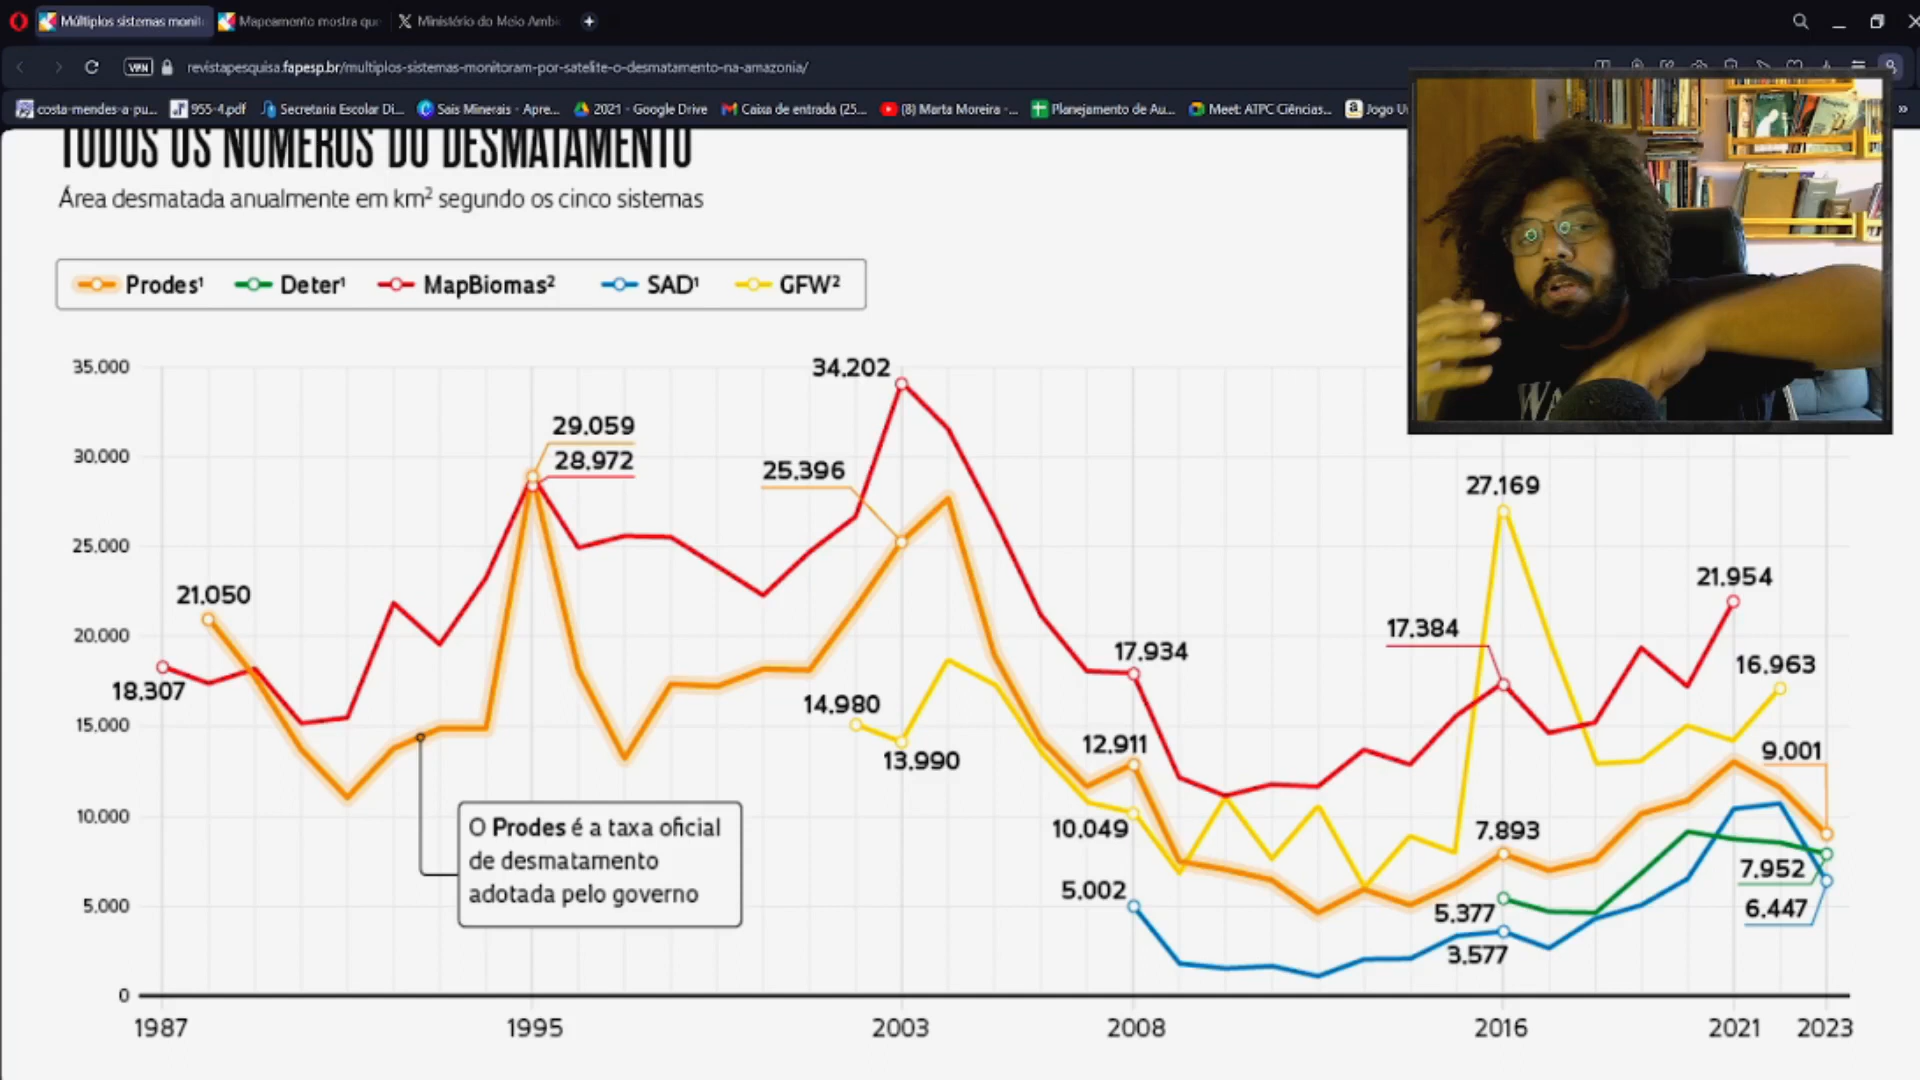 Múltiplos sistemas monit
Mapeamento mostra qu
Ministério do Meio Ambi
VPN
revistapesquisa.fapesp.br/multiplos-sistemas-monitoram-por-satelite-o-desmatamento-na-amazonia/
costa-mendes-a-pu...
955-4.pdf
Secretaria Escolar Di...
Sais Minerais - Apre...
2021 - Google Drive
Caixa de entrada (25...
(8) Marta Moreira -...
Planejamento de Au...
Meet: ATPC Ciências...
Jogo U
TODOS OS NÚMEROS DO DESMATAMENTO
Área desmatada anualmente em km² segundo os cinco sistemas
Prodes¹ Deter¹ MapBiomas² SAD¹ GFW²
35.000
30.000
25.000
20.000
15.000
10.000
5.000
0
34.202
29.059
28.972
25.396
27.169
21.954
21.050
18.307
17.384
17.934
16.963
14.980
13.990
12.911
9.001
10.049
7.893
7.952
5.002
5.377
6.447
3.577
O Prodes é a taxa oficial
de desmatamento
adotada pelo governo
1987 1995 2003 2008 2016 2021 2023